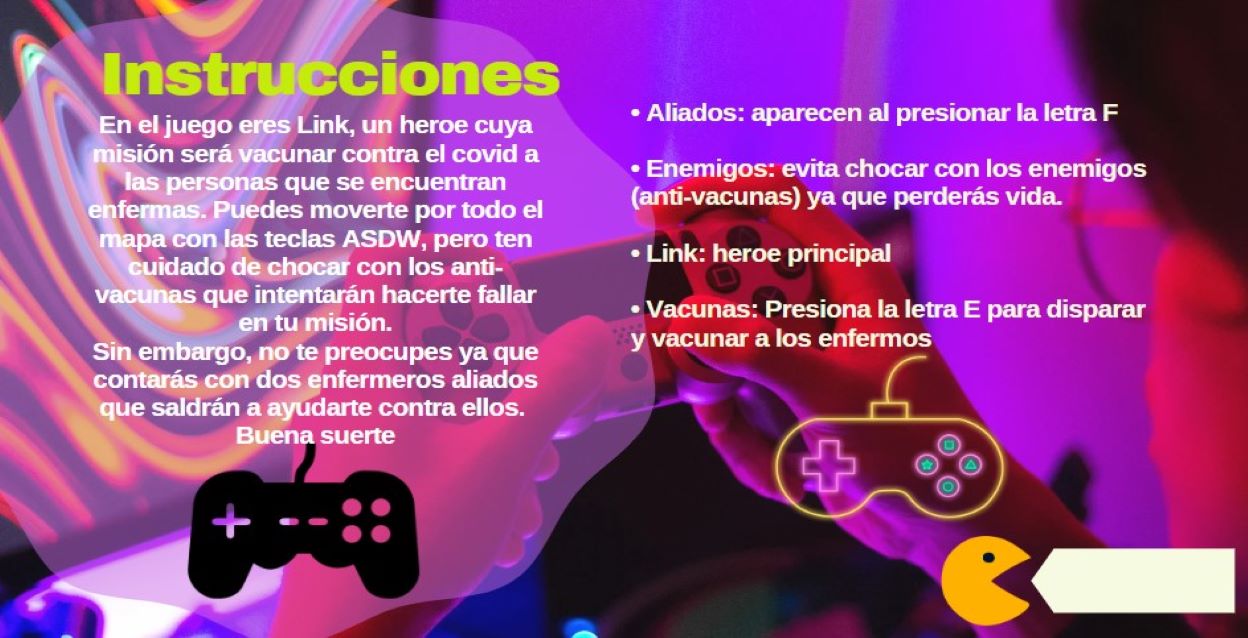 Instrucciones
En el juego eres Link, un heroe cuya
misión será vacunar contra el covid a
las personas que se encuentran
enfermas. Puedes moverte por todo el
mapa con las teclas ASDW, pero ten
cuidado de chocar con los anti-
vacunas que intentarán hacerte fallar
en tu misión.
Sin embargo, no te preocupes ya que
contarás con dos enfermeros aliados
que saldrán a ayudarte contra ellos.
Buena suerte
• Aliados: aparecen al presionar la letra F
• Enemigos: evita chocar con los enemigos
(anti-vacunas) ya que perderás vida.
• Link: heroe principal
• Vacunas: Presiona la letra E para disparar
y vacunar a los enfermos